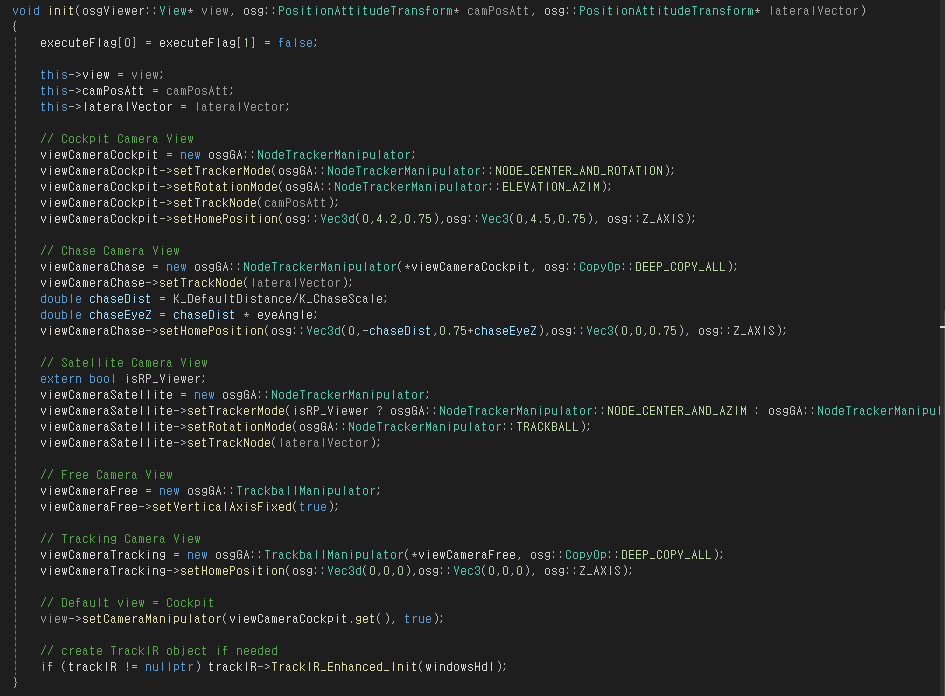 void init(osgViewer::View* view, osg::PositionAttitudeTransform* camPosAtt, osg::PositionAttitudeTransform* lateralVector)
{
executeFlag[0] = executeFlag[1] = false;
this->view = view;
this->camPosAtt = camPosAtt;
this->lateralVector = lateralVector;
// Cockpit Camera View
viewCameraCockpit = new osgGA::NodeTrackerManipulator;
viewCameraCockpit->setTrackerMode(osgGA::NodeTrackerManipulator::NODE_CENTER_AND_ROTATION);
viewCameraCockpit->setRotationMode(osgGA::NodeTrackerManipulator::ELEVATION_AZIM);
viewCameraCockpit->setTrackNode(camPosAtt);
viewCameraCockpit->setHomePosition(osg::Vec3d(0,4.2,0.75),osg::Vec3(0,4.5,0.75), osg::Z_AXIS);
// Chase Camera View
viewCameraChase = new osgGA::NodeTrackerManipulator(*viewCameraCockpit, osg::CopyOp::DEEP_COPY_ALL);
viewCameraChase->setTrackNode(lateralVector);
double chaseDist = K_DefaultDistance/K_ChaseScale;
double chaseEyeZ = chaseDist * eyeAngle;
viewCameraChase->setHomePosition(osg::Vec3d(0,-chaseDist,0.75+chaseEyeZ),osg::Vec3(0,0,0.75), osg::Z_AXIS);
// Satellite Camera View
extern bool isRP_Viewer;
viewCameraSatellite = new osgGA::NodeTrackerManipulator;
viewCameraSatellite->setTrackerMode(isRP_Viewer ? osgGA::NodeTrackerManipulator::NODE_CENTER_AND_AZIM : osgGA::NodeTrackerManipul
viewCameraSatellite->setRotationMode(osgGA::NodeTrackerManipulator::TRACKBALL);
viewCameraSatellite->setTrackNode(lateralVector);
// Free Camera View
viewCameraFree = new osgGA::TrackballManipulator;
viewCameraFree->setVerticalAxisFixed(true);
// Tracking Camera View
viewCameraTracking = new osgGA::TrackballManipulator(*viewCameraFree, osg::CopyOp::DEEP_COPY_ALL);
viewCameraTracking->setHomePosition(osg::Vec3d(0,0,0),osg::Vec3(0,0,0), osg::Z_AXIS);
// Default view = Cockpit
view->setCameraManipulator(viewCameraCockpit.get(), true);
// create TrackIR object if needed
if (trackIR != nullptr) trackIR->TrackIR_Enhanced_Init(windowsHdl);
}